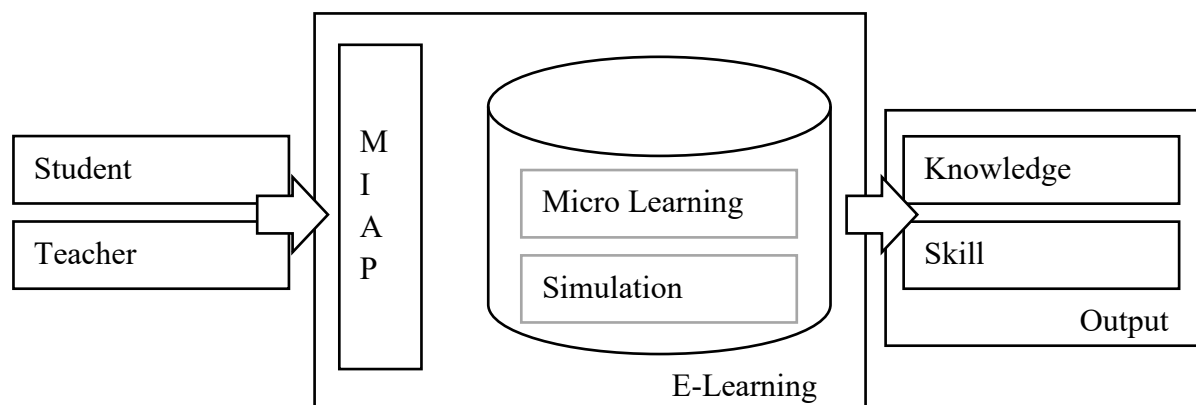 Student
Teacher
M
I
A
P
Micro Learning
Simulation
E-Learning
Knowledge
Skill
Output